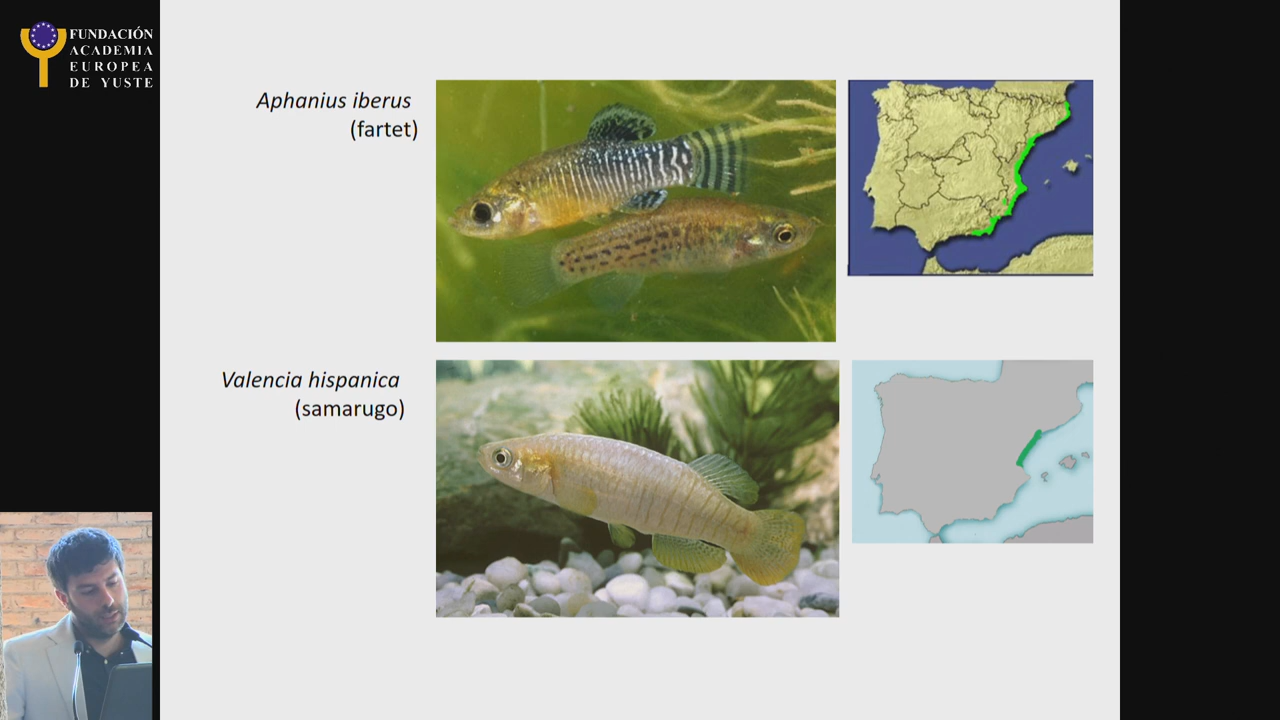 FUNDACIÓN
ACADEMIA
EUROPEA
DE YUSTE
Aphanius iberus
(fartet)
Valencia hispanica
(samarugo)